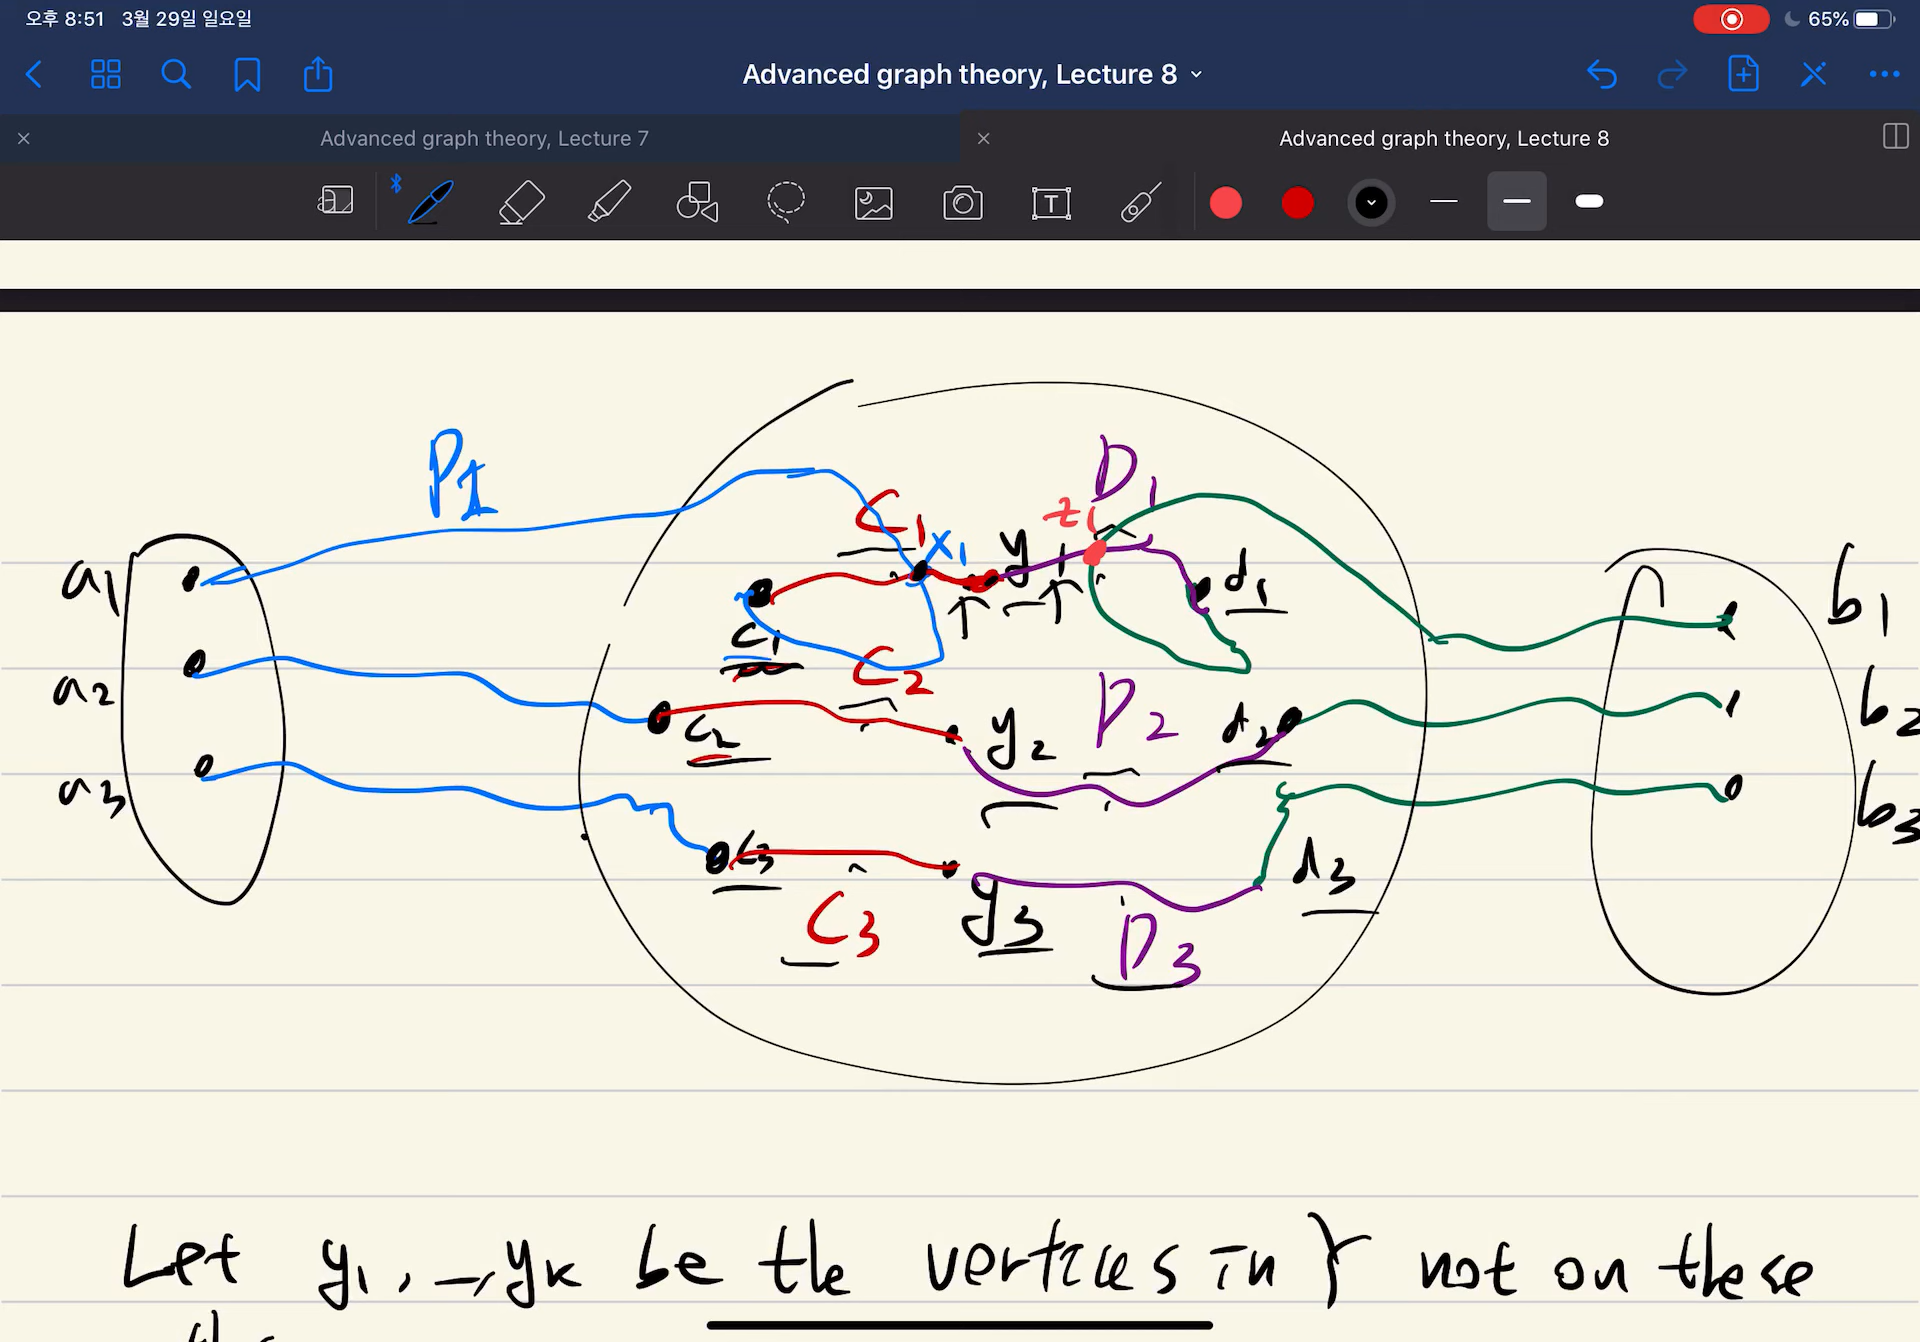 오후 8:51 3월 29일 일요일
65%
Advanced graph theory, Lecture 8
Advanced graph theory, Lecture 7
Advanced graph theory, Lecture 8
P1
D1
C1
x1
z1
y1
a1
c1
d1
b1
C2
a2
c2
y2
D2
d2
b2
a3
c3
d3
b3
C3
y3
D3
Let y1, —, yk be the vertices in Y not on these